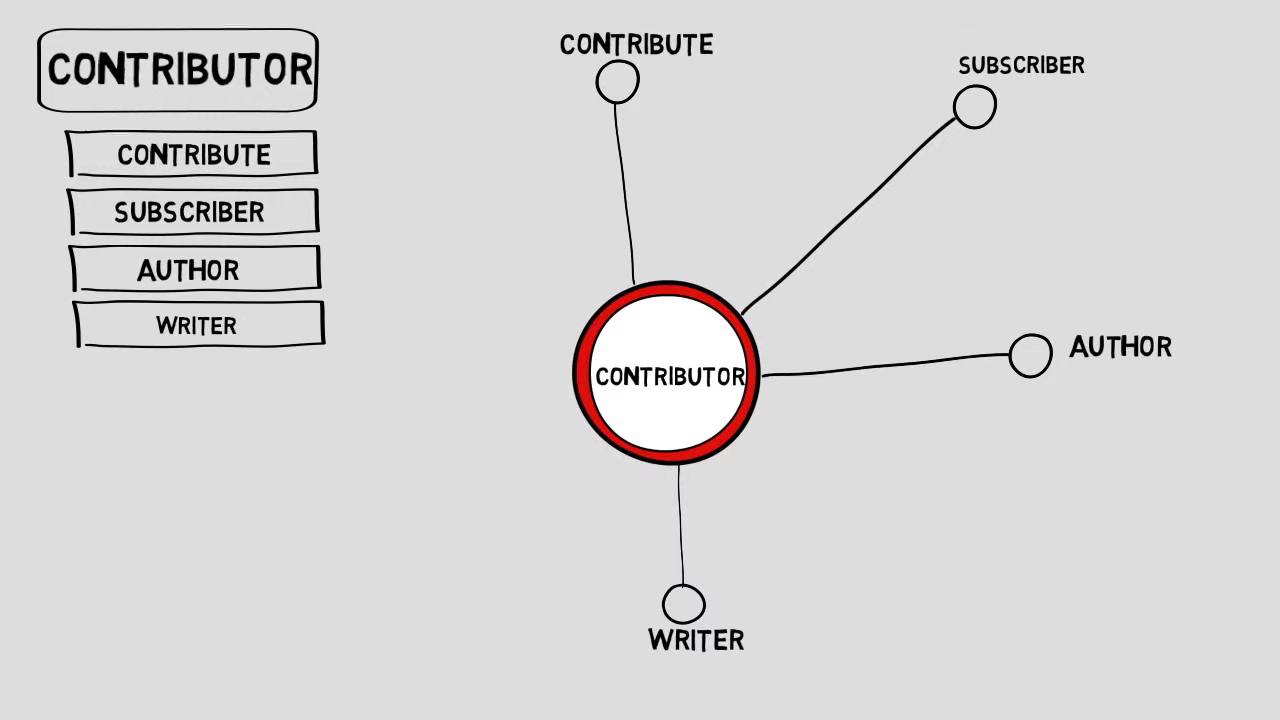 CONTRIBUTOR
CONTRIBUTE
SUBSCRIBER
AUTHOR
WRITER
CONTRIBUTE
SUBSCRIBER
AUTHOR
CONTRIBUTOR
WRITER